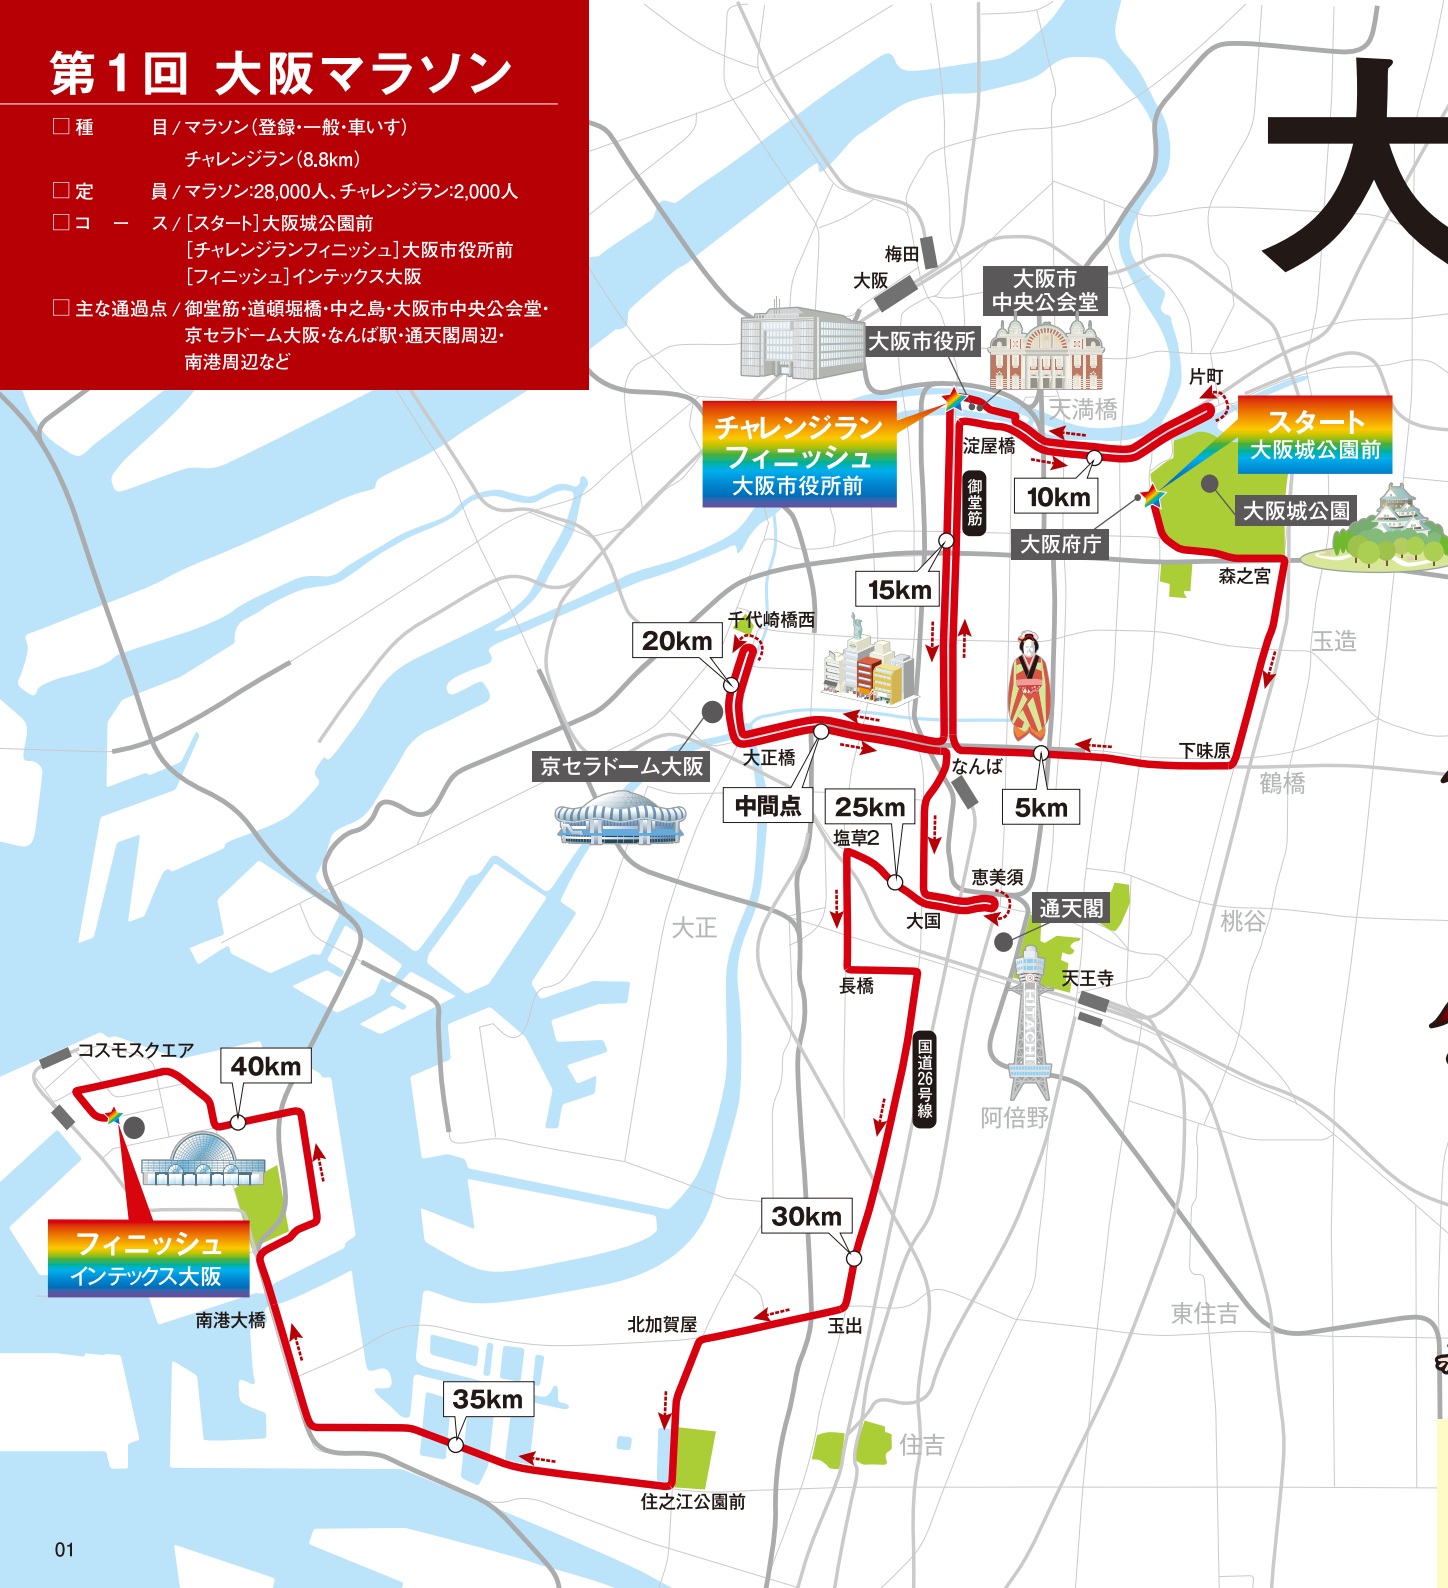 第1回 大阪マラソン
□種　　　目/マラソン(登録・一般・車いす)
チャレンジラン(8.8km)
□定　　　員/マラソン:28,000人、チャレンジラン:2,000人
□コ　ー　ス/[スタート]大阪城公園前
[チャレンジランフィニッシュ]大阪市役所前
[フィニッシュ]インテックス大阪
□主な通過点/御堂筋・道頓堀橋・中之島・大阪市中央公会堂・
京セラドーム大阪・なんば駅・通天閣周辺・
南港周辺など
大
梅田
大阪
大阪市
中央公会堂
大阪市役所
片町
天満橋
チャレンジラン
フィニッシュ
大阪市役所前
スタート
大阪城公園前
淀屋橋
御堂筋
10km
大阪城公園
大阪府庁
森之宮
15km
千代崎橋西
20km
玉造
大正橋
京セラドーム大阪
なんば
下味原
鶴橋
中間点
25km
5km
塩草2
恵美須
通天閣
大国
大正
桃谷
長橋
天王寺
HITACHI
国道26号線
コスモスクエア
40km
阿倍野
フィニッシュ
インテックス大阪
30km
南港大橋
北加賀屋
玉出
東住吉
35km
住吉
住之江公園前
01